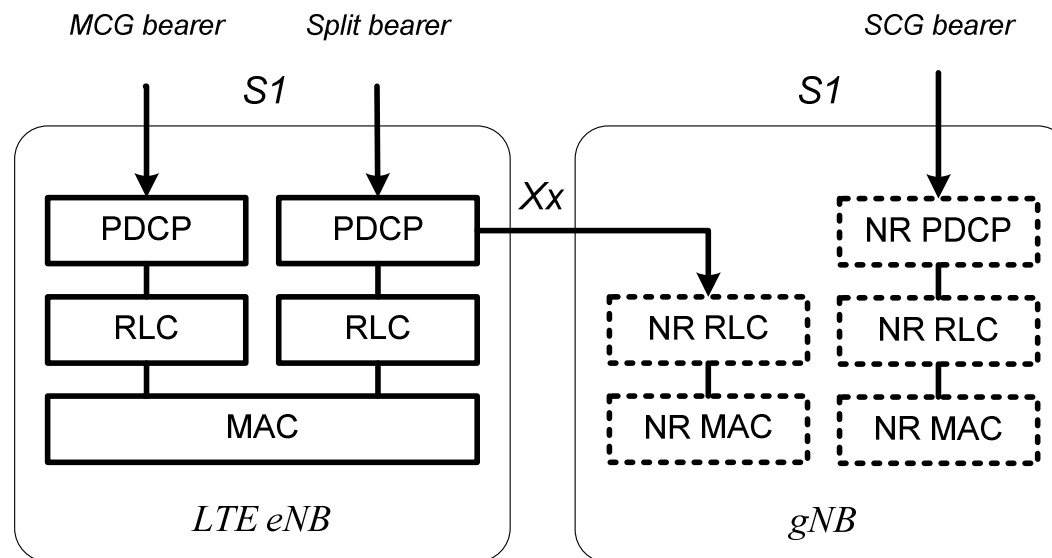 MCG bearer
Split bearer
SCG bearer
S1
S1
PDCP
PDCP
Xx
NR PDCP
RLC
RLC
NR RLC
NR RLC
MAC
NR MAC
NR MAC
LTE eNB
gNB